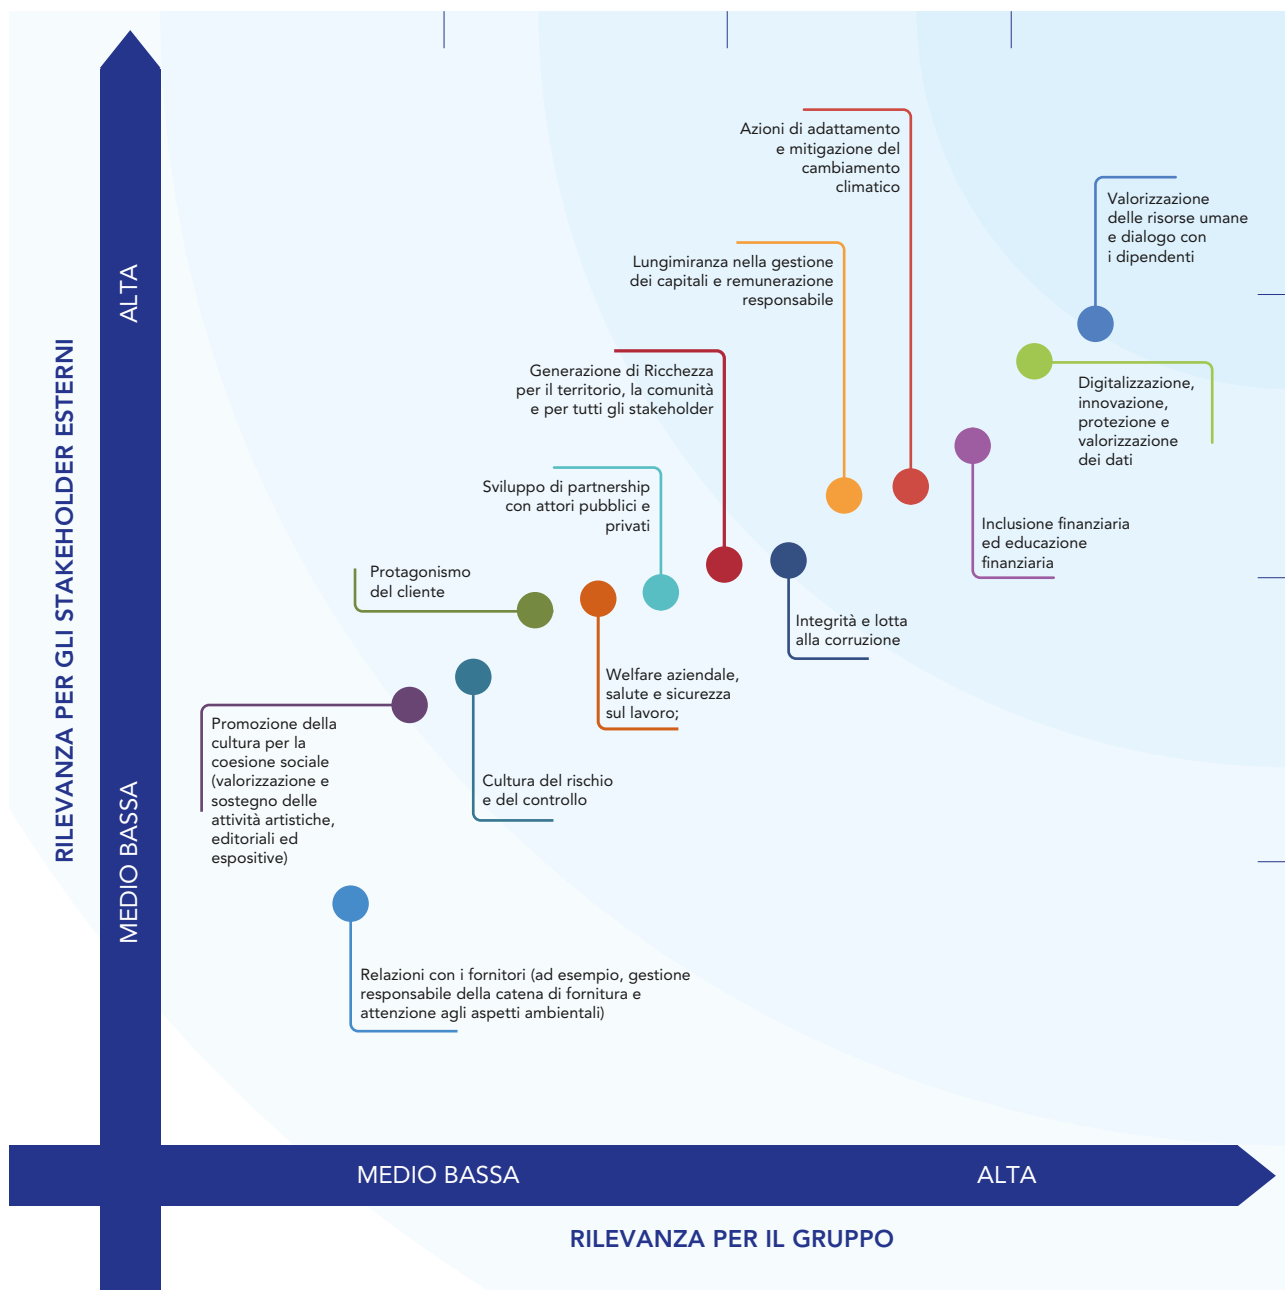 Azioni di adattamento
e mitigazione del
cambiamento
climatico
Valorizzazione
delle risorse umane
e dialogo con
i dipendenti
Lungimiranza nella gestione
dei capitali e remunerazione
responsabile
Generazione di Ricchezza
per il territorio, la comunità
e per tutti gli stakeholder
Digitalizzazione,
innovazione,
protezione e
valorizzazione
dei dati
Sviluppo di partnership
con attori pubblici e
privati
Inclusione finanziaria
ed educazione
finanziaria
Protagonismo
del cliente
Integrità e lotta
alla corruzione
Welfare aziendale,
salute e sicurezza
sul lavoro;
Promozione della
cultura per la
coesione sociale
(valorizzazione e
sostegno delle
attività artistiche,
editoriali ed
espositive)
Cultura del rischio
e del controllo
Relazioni con i fornitori (ad esempio, gestione
responsabile della catena di fornitura e
attenzione agli aspetti ambientali)
RILEVANZA PER GLI STAKEHOLDER ESTERNI
ALTA
MEDIO BASSA
MEDIO BASSA
ALTA
RILEVANZA PER IL GRUPPO